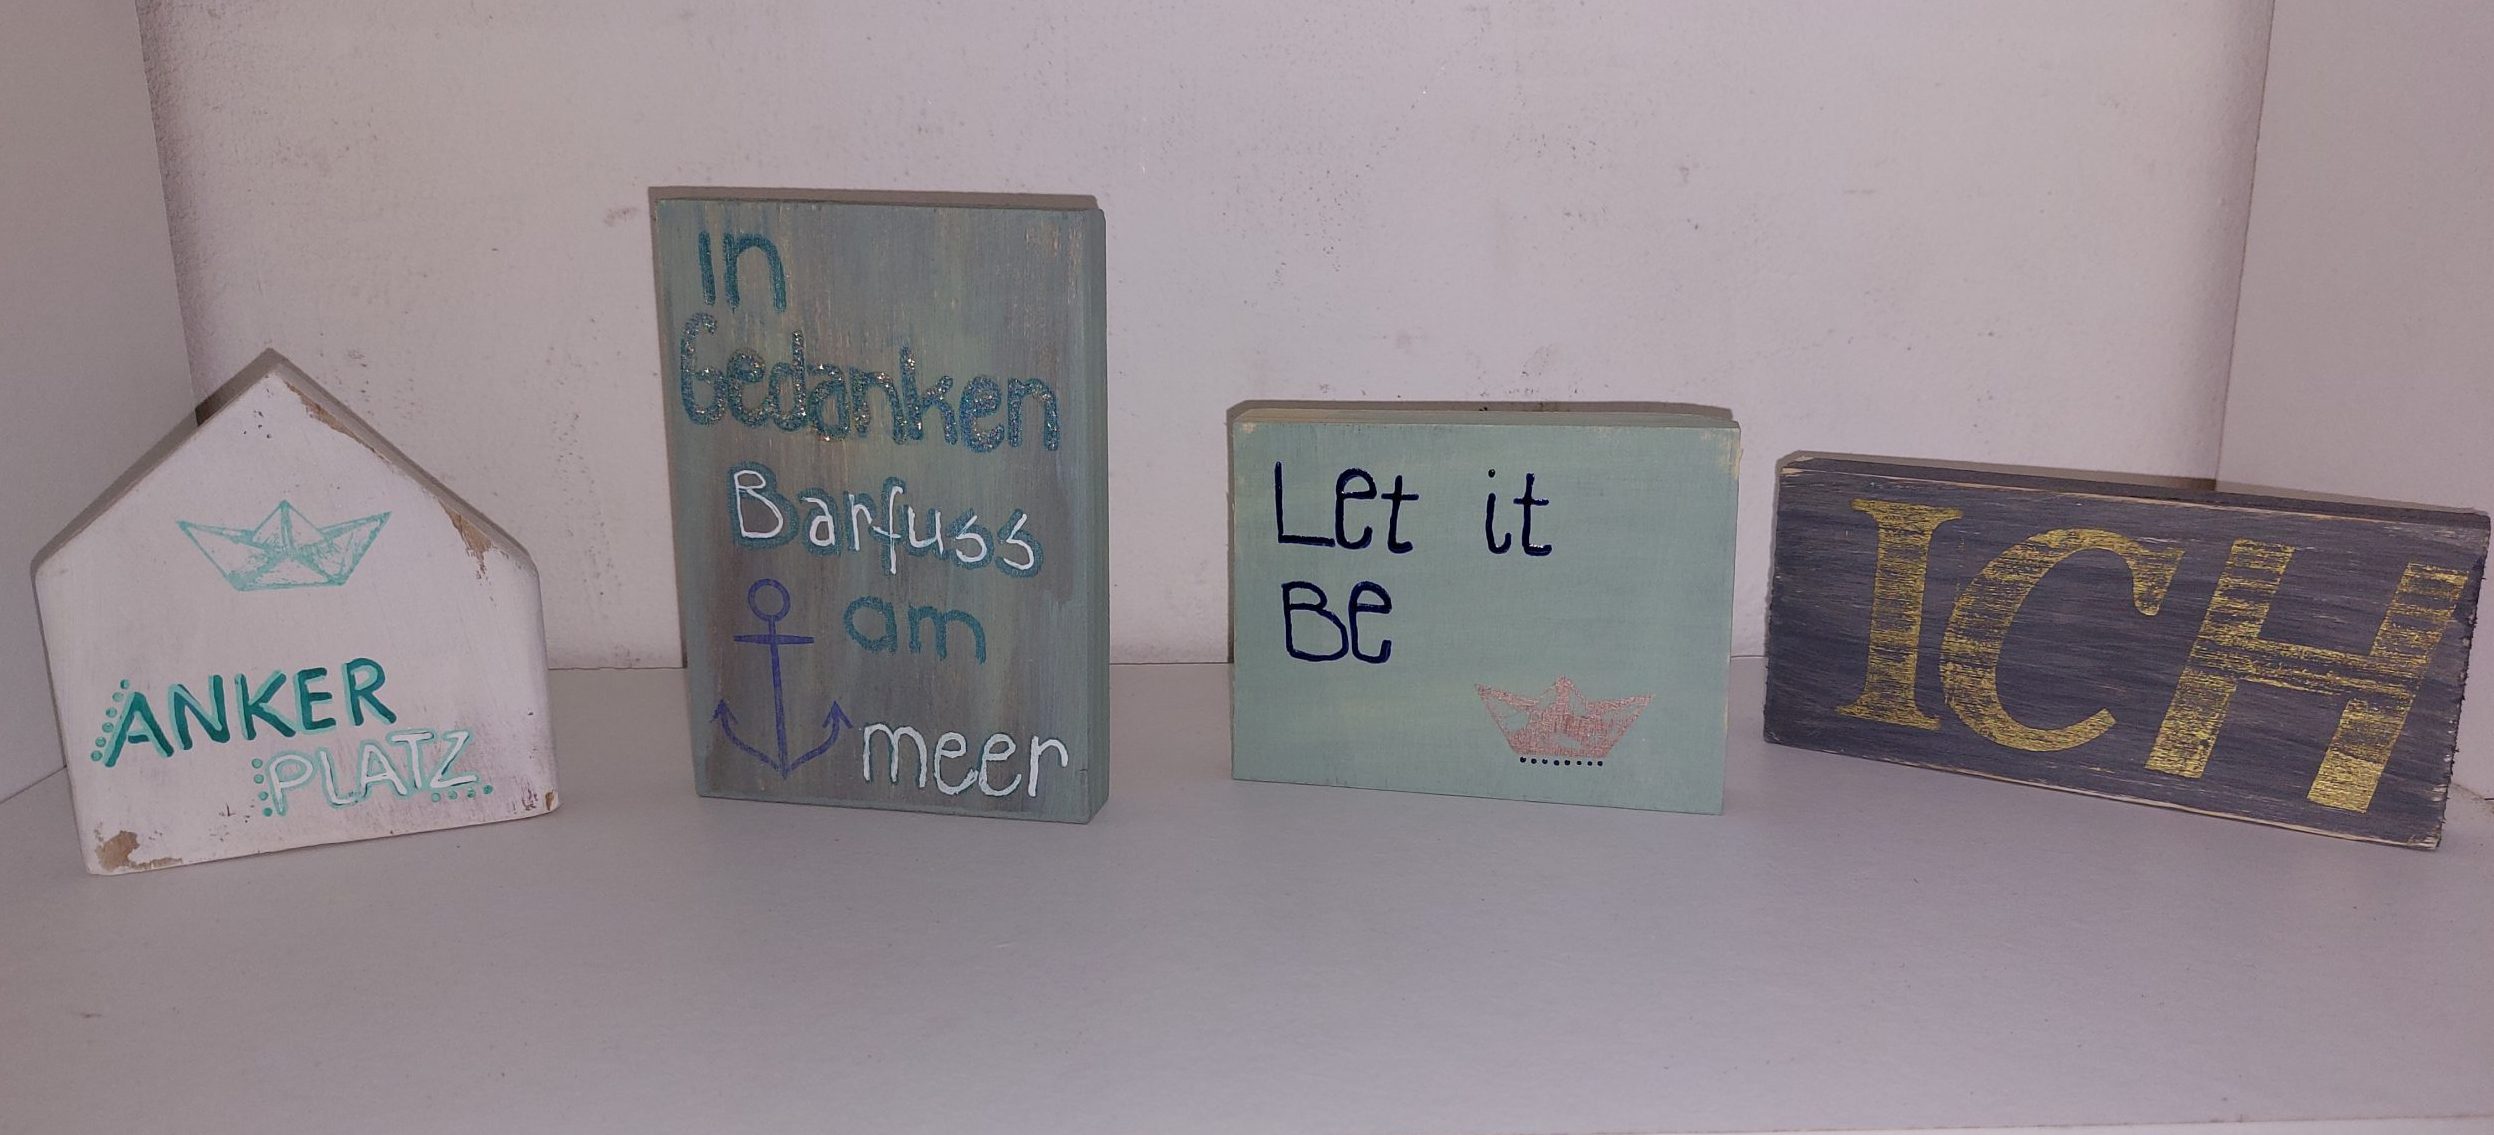 ANKER
PLATZ
in
Gedanken
Barfuss
am
meer
Let it
Be
ICH